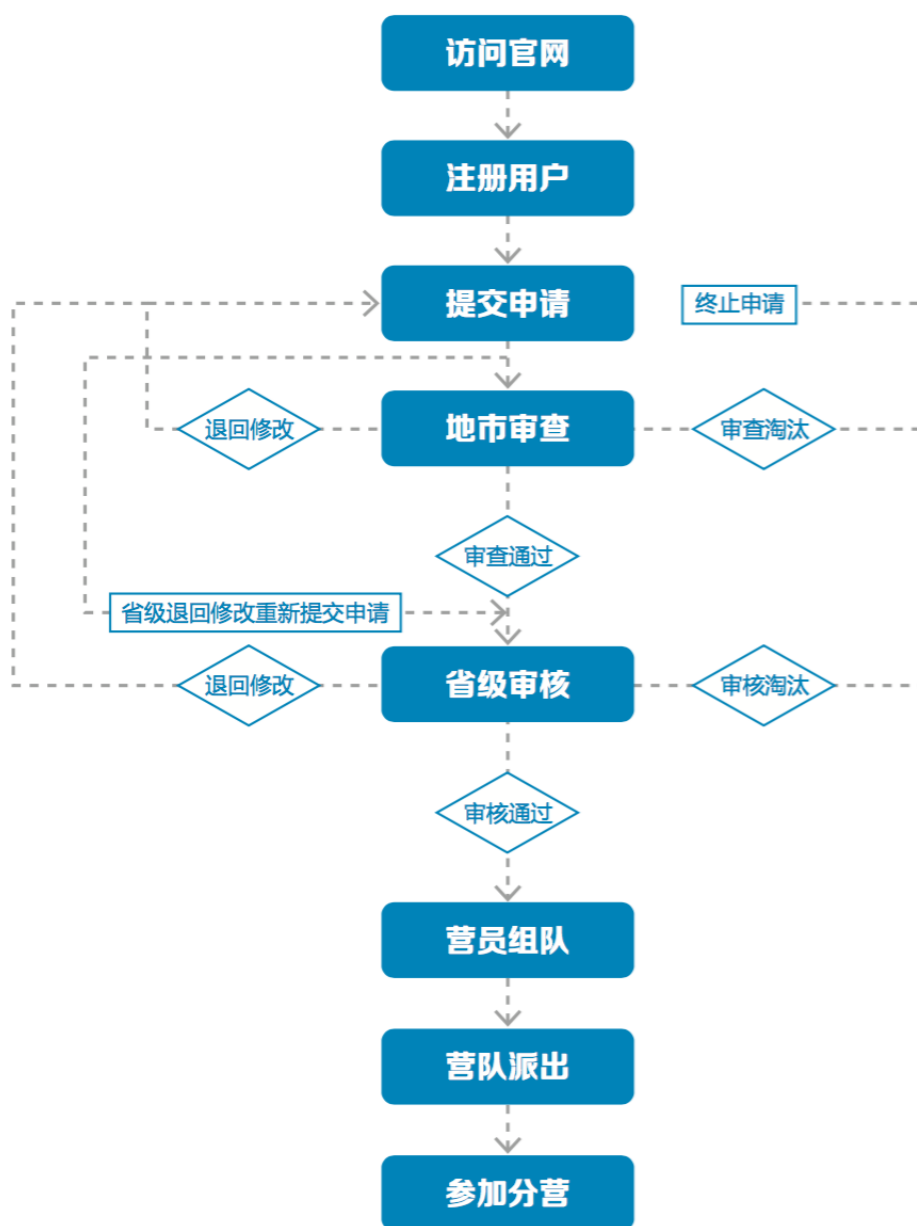 访问官网
注册用户
提交申请
终止申请
退回修改
地市审查
审查淘汰
审查通过
省级退回修改重新提交申请
退回修改
省级审核
审核淘汰
审核通过
营员组队
营队派出
参加分营